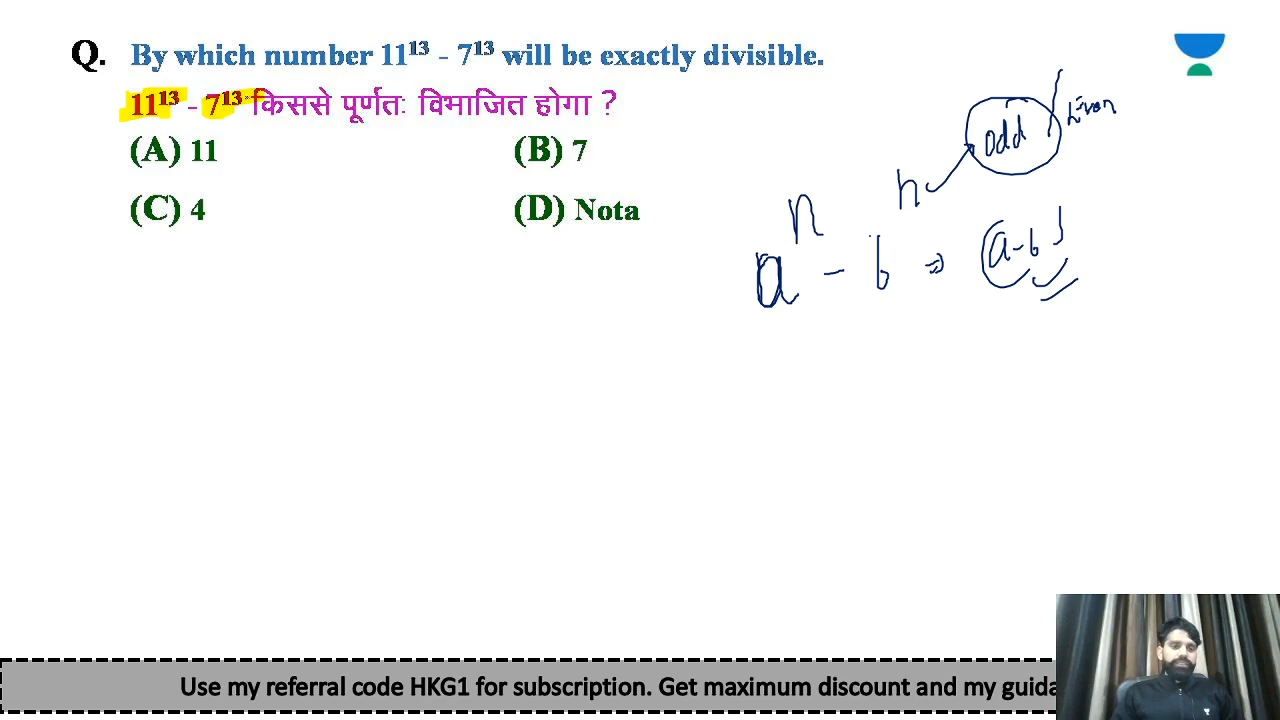 Q. By which number 11¹³ - 7¹³ will be exactly divisible.
11¹³ - 7¹³ किससे पूर्णतः विभाजित होगा ?
(A) 11 (B) 7
(C) 4 (D) Nota
odd
n
n
a - b ⇒ (a-b)
Use my referral code HKG1 for subscription. Get maximum discount and my guida